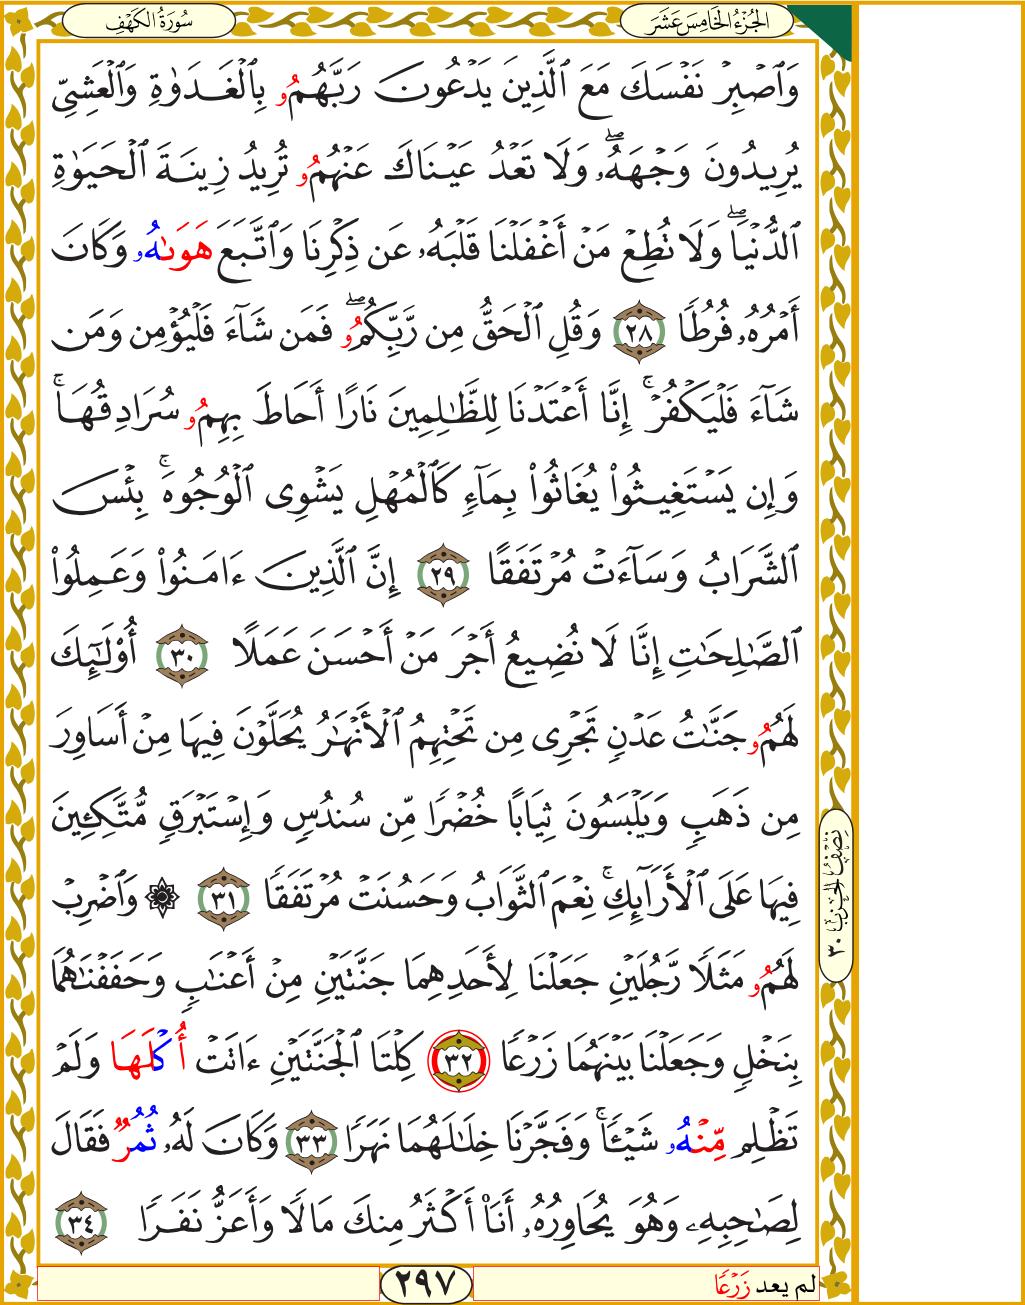 الجُزْءُ الخَامِسَ عَشَرَ
سُورَةُ الكَهْفِ
وَٱصۡبِرۡ نَفۡسَكَ مَعَ ٱلَّذِينَ يَدۡعُونَ رَبَّهُمُۥ بِٱلۡغَدَوٰةِ وَٱلۡعَشِيِّ
يُرِيدُونَ وَجۡهَهُۥۖ وَلَا تَعۡدُ عَيۡنَاكَ عَنۡهُمُۥ تُرِيدُ زِينَةَ ٱلۡحَيَوٰةِ
ٱلدُّنۡيَاۖ وَلَا تُطِعۡ مَنۡ أَغۡفَلۡنَا قَلۡبَهُۥ عَن ذِكۡرِنَا وَٱتَّبَعَ هَوَىٰهُۥ وَكَانَ
أَمۡرُهُۥ فُرُطٗا ٢٨ وَقُلِ ٱلۡحَقُّ مِن رَّبِّكُمُۥۖ فَمَن شَآءَ فَلۡيُؤۡمِن وَمَن
شَآءَ فَلۡيَكۡفُرۡۚ إِنَّا أَعۡتَدۡنَا لِلظَّٰلِمِينَ نَارًا أَحَاطَ بِهِمُۥ سُرَادِقُهَاۚ
وَإِن يَسۡتَغِيثُواْ يُغَاثُواْ بِمَآءٖ كَٱلۡمُهۡلِ يَشۡوِي ٱلۡوُجُوهَۚ بِئۡسَ
ٱلشَّرَابُ وَسَآءَتۡ مُرۡتَفَقًا ٢٩ إِنَّ ٱلَّذِينَ ءَامَنُواْ وَعَمِلُواْ
ٱلصَّٰلِحَٰتِ إِنَّا لَا نُضِيعُ أَجۡرَ مَنۡ أَحۡسَنَ عَمَلًا ٣٠ أُوْلَٰٓئِكَ
لَهُمُۥ جَنَّٰتُ عَدۡنٖ تَجۡرِي مِن تَحۡتِهِمُ ٱلۡأَنۡهَٰرُ يُحَلَّوۡنَ فِيهَا مِنۡ أَسَاوِرَ
مِن ذَهَبٖ وَيَلۡبَسُونَ ثِيَابًا خُضۡرٗا مِّن سُندُسٖ وَإِسۡتَبۡرَقٖ مُّتَّكِـِٔينَ
فِيهَا عَلَى ٱلۡأَرَآئِكِۚ نِعۡمَ ٱلثَّوَابُ وَحَسُنَتۡ مُرۡتَفَقٗا ٣١ ۞ وَٱضۡرِبۡ
لَهُمُۥ مَثَلٗا رَّجُلَيۡنِ جَعَلۡنَا لِأَحَدِهِمَا جَنَّتَيۡنِ مِنۡ أَعۡنَٰبٖ وَحَفَفۡنَٰهُمَا
بِنَخۡلٖ وَجَعَلۡنَا بَيۡنَهُمَا زَرۡعٗا ٣٢ كِلۡتَا ٱلۡجَنَّتَيۡنِ ءَاتَتۡ أُكۡلَهَا وَلَمۡ
تَظۡلِم مِّنۡهُۥ شَيۡـٔٗاۚ وَفَجَّرۡنَا خِلَٰلَهُمَا نَهَرٗا ٣٣ وَكَانَ لَهُۥ ثُمُرٞ فَقَالَ
لِصَٰحِبِهِۦ وَهُوَ يُحَاوِرُهُۥٓ أَنَا۠ أَكۡثَرُ مِنكَ مَالٗا وَأَعَزُّ نَفَرٗا ٣٤
نِصْفُ الحِزْبِ ٣٠
لم يعد زَرۡعٗا
٢٩٧